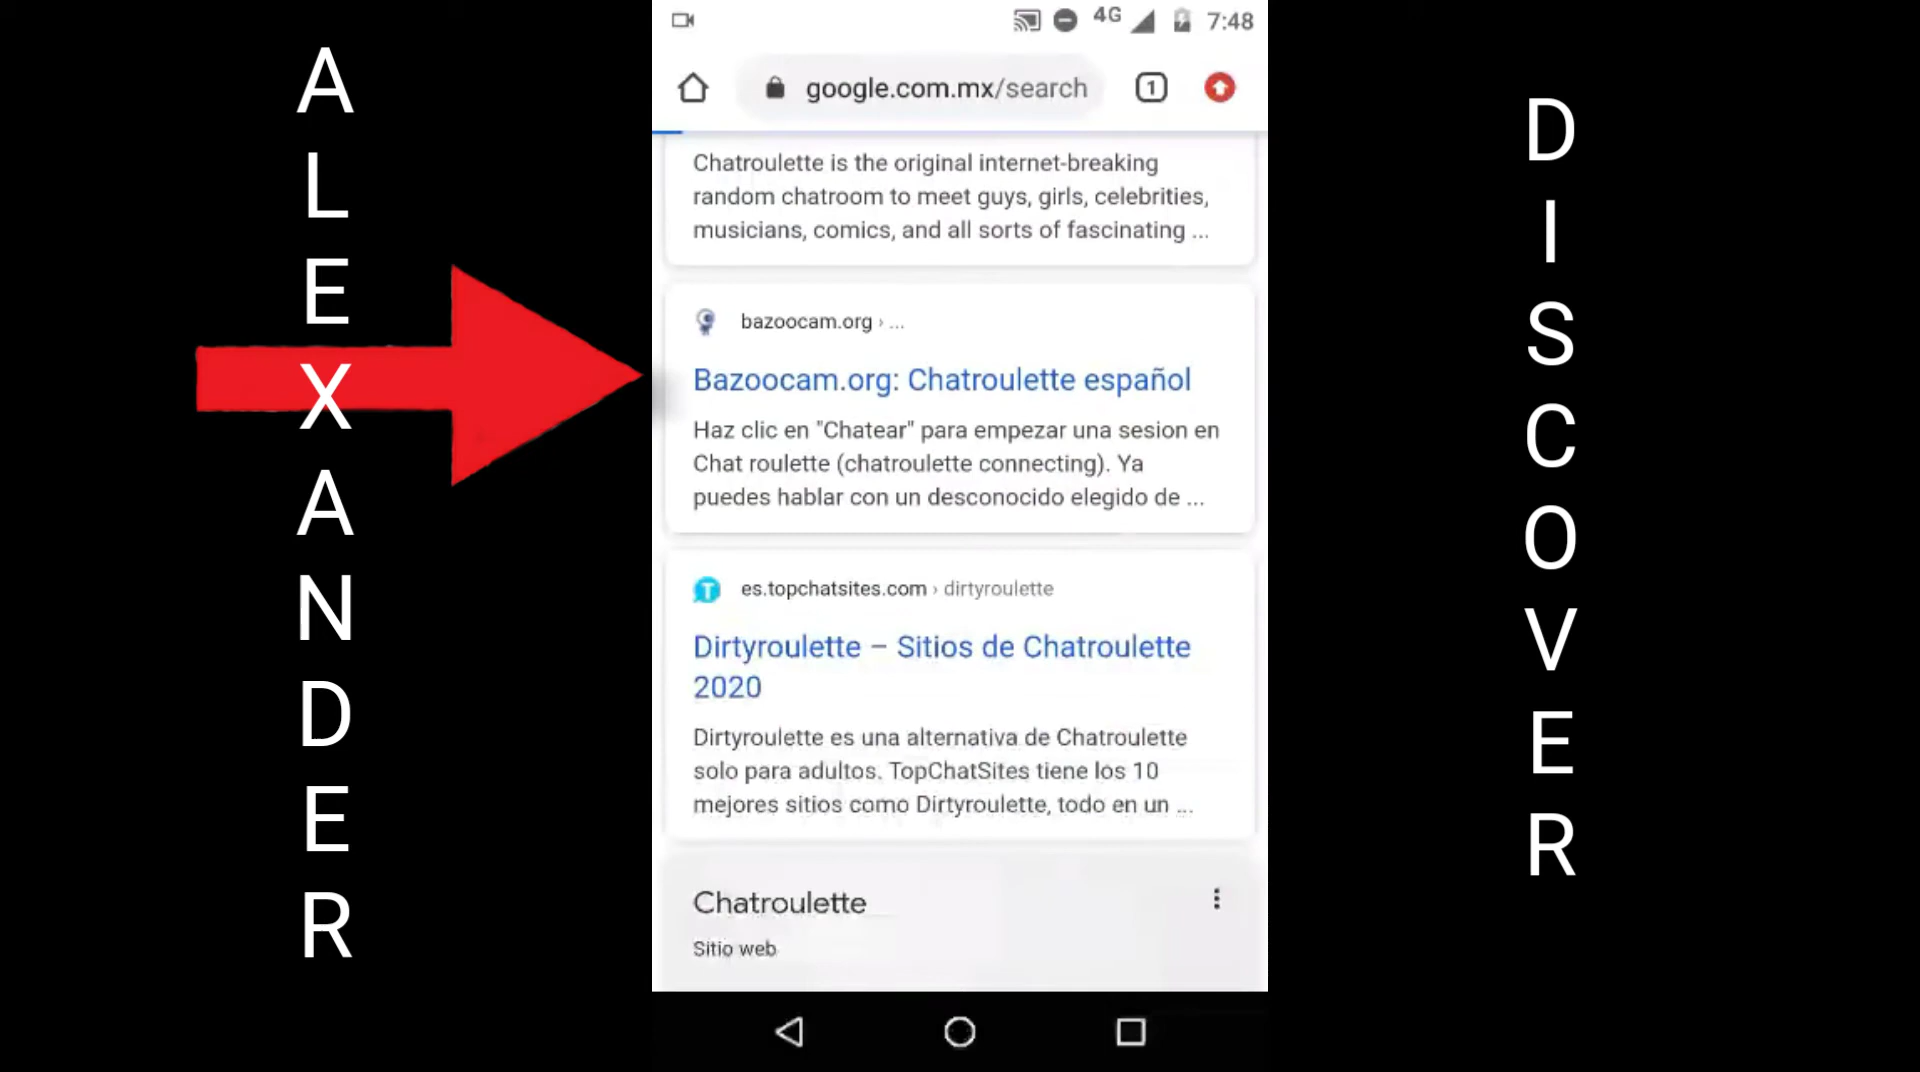 ALEXANDER
4G 7:48
google.com.mx/search
1
Chatroulette is the original internet-breaking
random chatroom to meet guys, girls, celebrities,
musicians, comics, and all sorts of fascinating ...
bazoocam.org › ...
Bazoocam.org: Chatroulette español
Haz clic en "Chatear" para empezar una sesion en
Chat roulette (chatroulette connecting). Ya
puedes hablar con un desconocido elegido de ...
T
es.topchatsites.com › dirtyroulette
Dirtyroulette – Sitios de Chatroulette
2020
Dirtyroulette es una alternativa de Chatroulette
solo para adultos. TopChatSites tiene los 10
mejores sitios como Dirtyroulette, todo en un ...
Chatroulette
Sitio web
DISCOVER